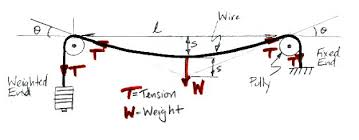 Wire
θ
l
θ
S
S
T
T
T
T
W
Weighted
End
Fixed
End
Pully
T=Tension
W-Weight